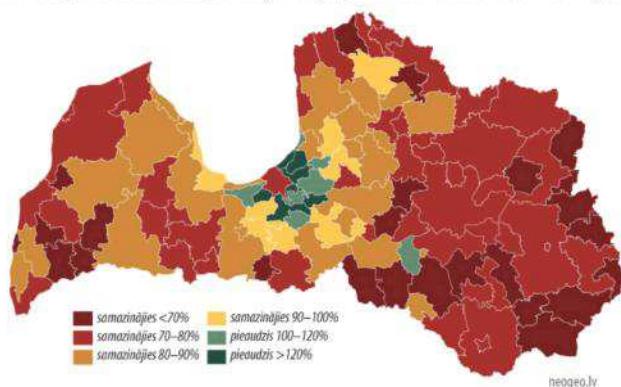 samazinājies <70%
samazinājies 70–80%
samazinājies 80–90%
samazinājies 90–100%
pieaudzis 100–120%
pieaudzis >120%
neogeo.lv